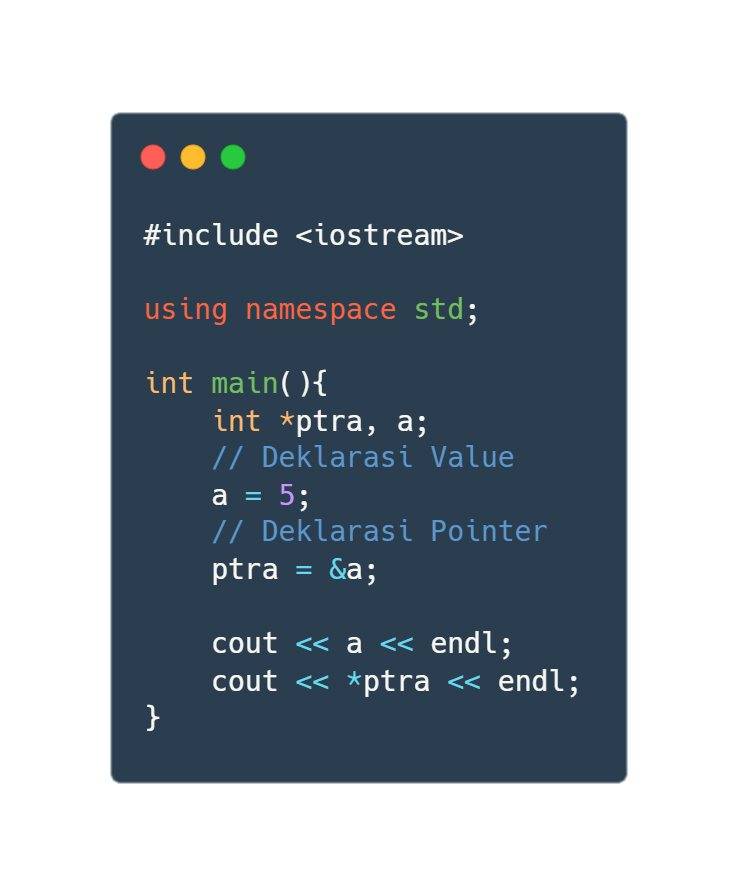 #include <iostream>
using namespace std;
int main(){
    int *ptra, a;
    // Deklarasi Value
    a = 5;
    // Deklarasi Pointer
    ptra = &a;
    cout << a << endl;
    cout << *ptra << endl;
}